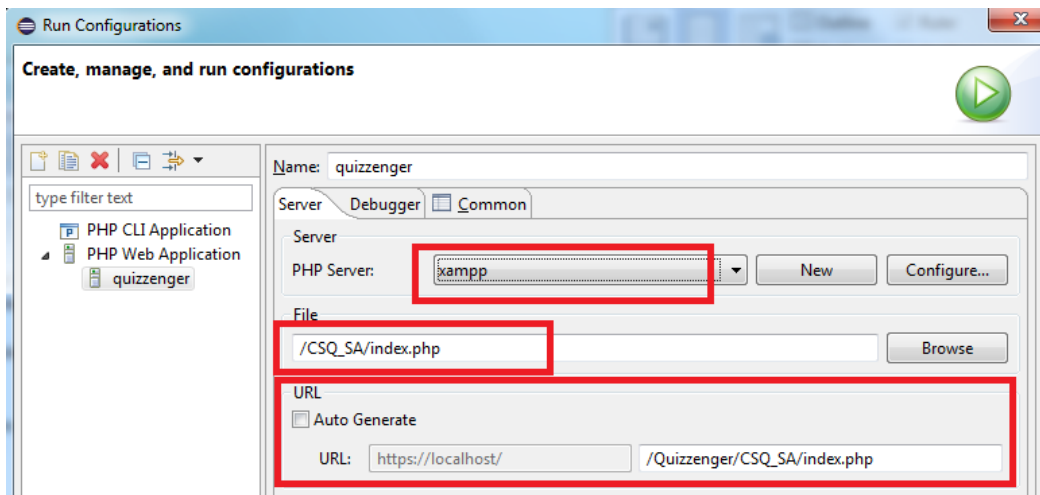 Run Configurations
Create, manage, and run configurations
Name: quizzenger
type filter text
Server Debugger Common
PHP CLI Application
PHP Web Application
quizzenger
Server
PHP Server: xampp New Configure...
File
/CSQ_SA/index.php Browse
URL
Auto Generate
URL: https://localhost/ /Quizzenger/CSQ_SA/index.php